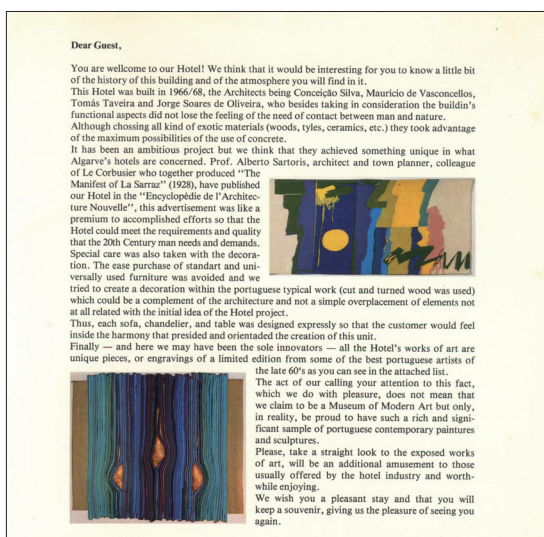 Dear Guest,
You are wellcome to our Hotel! We think that it would be interesting for you to know a little bit
of the history of this building and of the atmosphere you will find in it.
This Hotel was built in 1966/68, the Architects being Conceição Silva, Mauricio de Vasconcellos,
Tomás Taveira and Jorge Soares de Oliveira, who besides taking in consideration the buildin's
functional aspects did not lose the feeling of the need of contact between man and nature.
Although chossing all kind of exotic materials (woods, tyles, ceramics, etc.) they took advantage
of the maximum possibilities of the use of concrete.
It has been an ambitious project but we think that they achieved something unique in what
Algarve's hotels are concerned. Prof. Alberto Sartoris, architect and town planner, colleague
of Le Corbusier who together produced "The
Manifest of La Sarraz" (1928), have published
our Hotel in the "Encyclopédie de l'Architec-
ture Nouvelle", this advertisement was like a
premium to accomplished efforts so that the
Hotel could meet the requirements and quality
that the 20th Century man needs and demands.
Special care was also taken with the decora-
tion. The ease purchase of standart and uni-
versally used furniture was avoided and we
tried to create a decoration within the portuguese typical work (cut and turned wood was used)
which could be a complement of the architecture and not a simple overplacement of elements not
at all related with the initial idea of the Hotel project.
Thus, each sofa, chandelier, and table was designed expressly so that the customer would feel
inside the harmony that presided and orientaded the creation of this unit.
Finally — and here we may have been the sole innovators — all the Hotel's works of art are
unique pieces, or engravings of a limited edition from some of the best portuguese artists of
the late 60's as you can see in the attached list.
The act of our calling your attention to this fact,
which we do with pleasure, does not mean that
we claim to be a Museum of Modern Art but only,
in reality, be proud to have such a rich and signi-
ficant sample of portuguese contemporary paintures
and sculptures.
Please, take a straight look to the exposed works
of art, will be an additional amusement to those
usually offered by the hotel industry and worth-
while enjoying.
We wish you a pleasant stay and that you will
keep a souvenir, giving us the pleasure of seeing you
again.